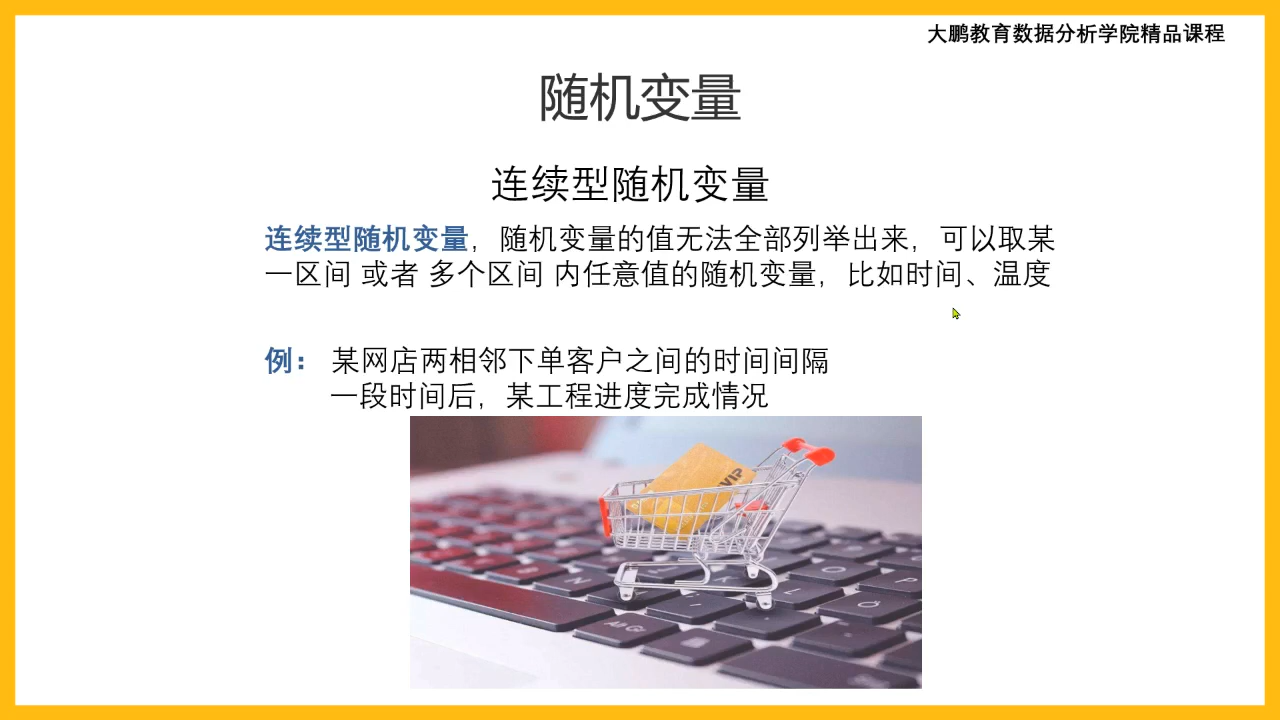 大鹏教育数据分析学院精品课程
随机变量
连续型随机变量
连续型随机变量，随机变量的值无法全部列举出来，可以取某
一区间 或者 多个区间 内任意值的随机变量，比如时间、温度
例： 某网店两相邻下单客户之间的时间间隔
一段时间后，某工程进度完成情况
VIP
N
L
O
P
Ö
Alt Gr